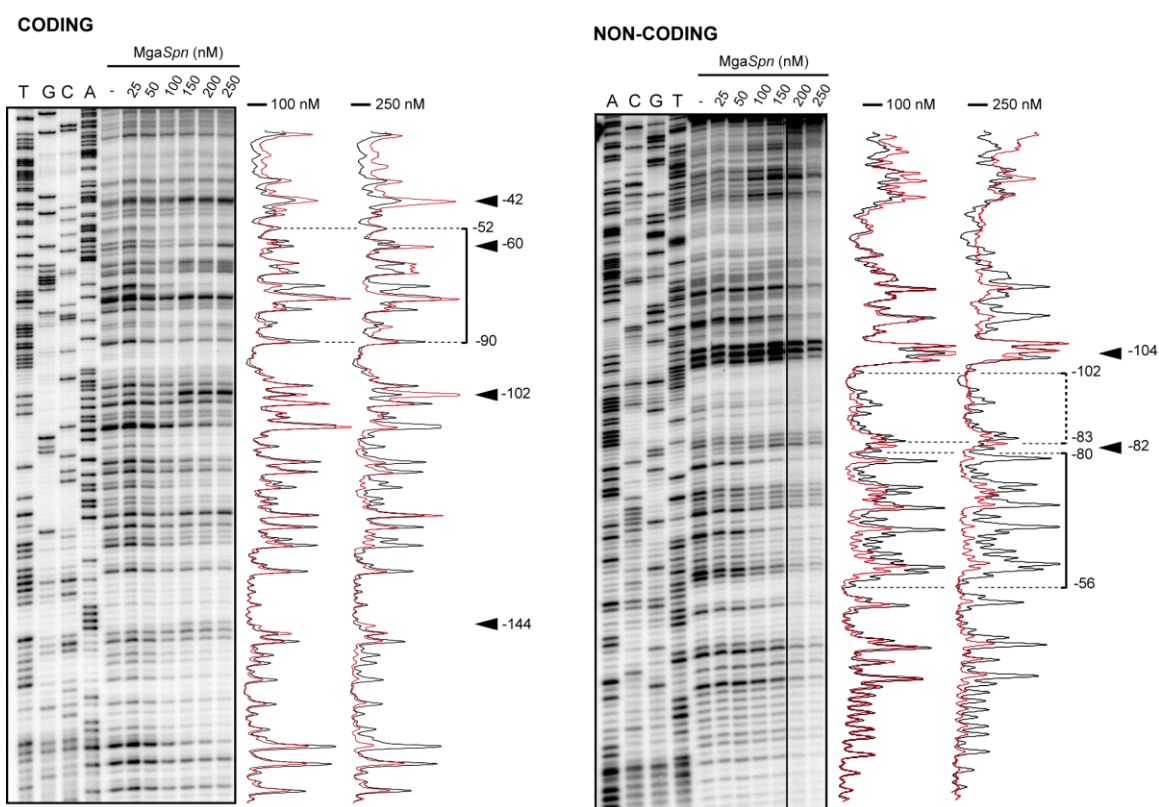 CODING
MgaSpn (nM)
T G C A - 25 50 100 150 200 250
100 nM
250 nM
-42
-52
-60
-90
-102
-144
NON-CODING
MgaSpn (nM)
A C G T - 25 50 100 150 200 250
100 nM
250 nM
-104
-102
-83
-82
-80
-56